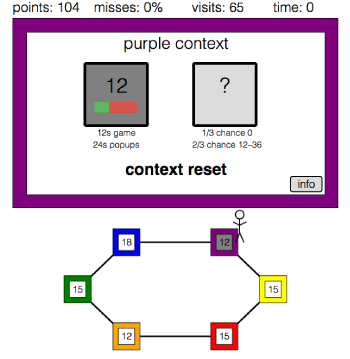 points: 104 misses: 0% visits: 65 time: 0
purple context
12 ?
12s game 1/3 chance 0
24s popups 2/3 chance 12–36
context reset
info
18 12
15 15
12 15